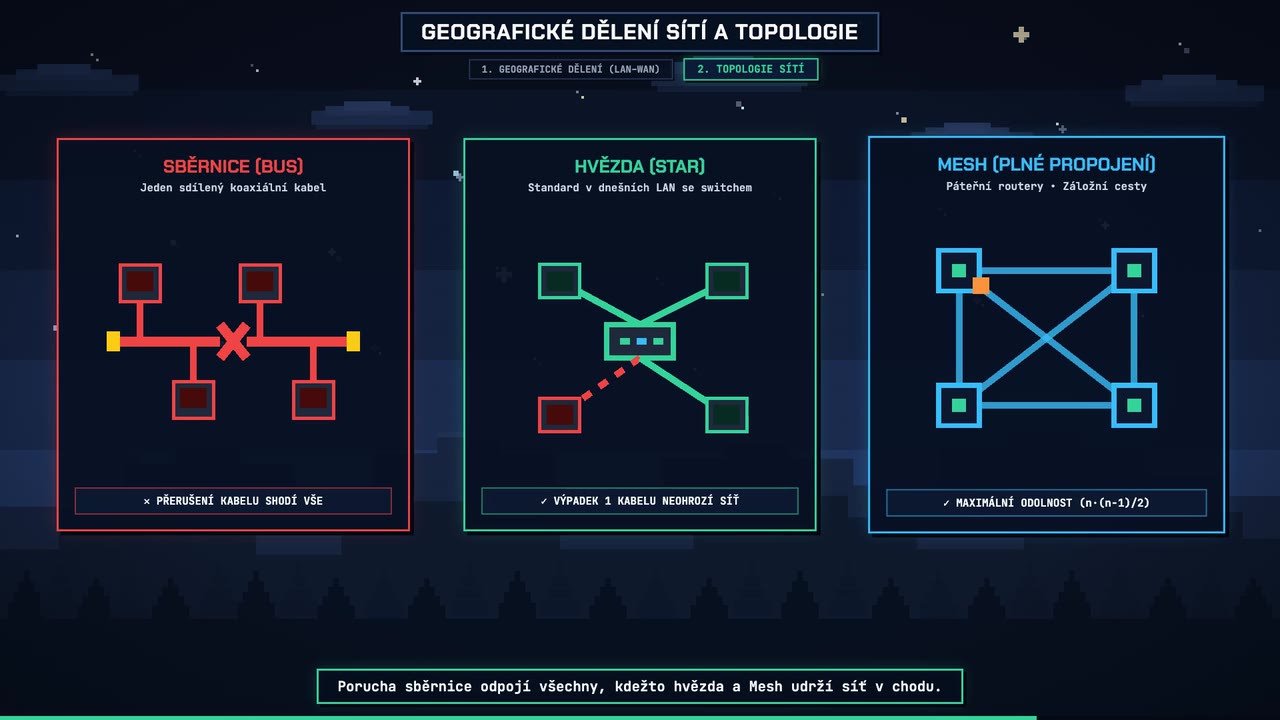 GEOGRAFICKÉ DĚLENÍ SÍTÍ A TOPOLOGIE
1. GEOGRAFICKÉ DĚLENÍ (LAN-WAN)
2. TOPOLOGIE SÍTÍ
SBĚRNICE (BUS)
Jeden sdílený koaxiální kabel
× PŘERUŠENÍ KABELU SHODÍ VŠE
HVĚZDA (STAR)
Standard v dnešních LAN se switchem
✓ VÝPADEK 1 KABELU NEOHROZÍ SÍŤ
MESH (PLNÉ PROPOJENÍ)
Páteřní routery • Záložní cesty
✓ MAXIMÁLNÍ ODOLNOST (n·(n-1)/2)
Porucha sběrnice odpojí všechny, kdežto hvězda a Mesh udrží síť v chodu.